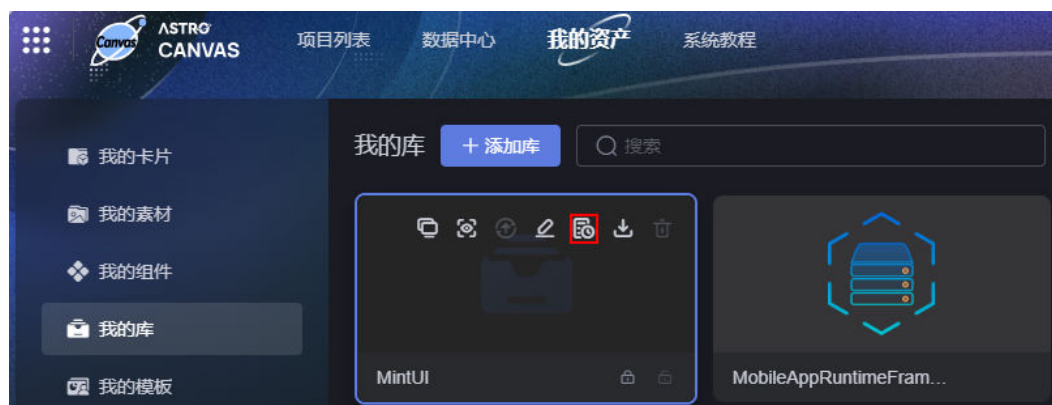 Canvas
ASTRO
CANVAS
项目列表
数据中心
我的资产
系统教程
我的卡片
我的素材
我的组件
我的库
我的模板
我的库
+ 添加库
搜索
MintUI
MobileAppRuntimeFram...